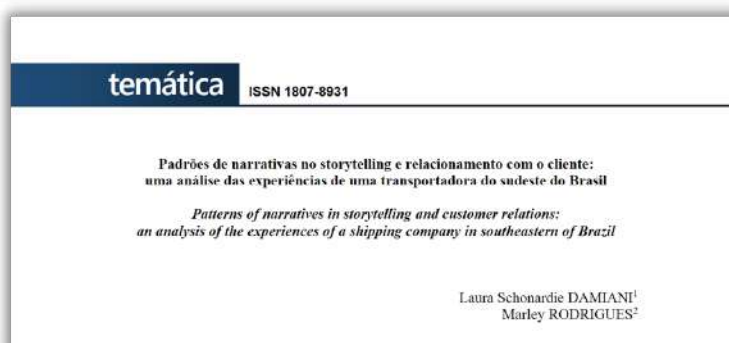 temática
ISSN 1807-8931
Padrões de narrativas no storytelling e relacionamento com o cliente:
uma análise das experiências de uma transportadora do sudeste do Brasil
Patterns of narratives in storytelling and customer relations:
an analysis of the experiences of a shipping company in southeastern of Brazil
Laura Schonardie DAMIANI¹
Marley RODRIGUES²